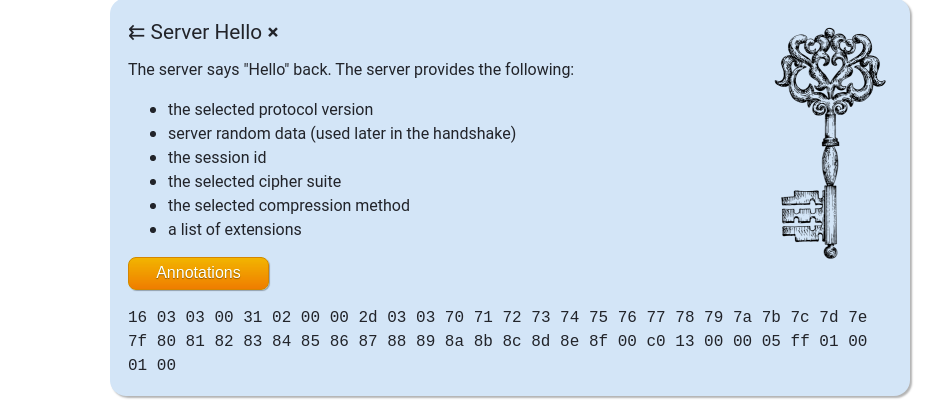 ⇇ Server Hello ×
The server says "Hello" back. The server provides the following:
• the selected protocol version
• server random data (used later in the handshake)
• the session id
• the selected cipher suite
• the selected compression method
• a list of extensions
Annotations
16 03 03 00 31 02 00 00 2d 03 03 70 71 72 73 74 75 76 77 78 79 7a 7b 7c 7d 7e
7f 80 81 82 83 84 85 86 87 88 89 8a 8b 8c 8d 8e 8f 00 c0 13 00 00 05 ff 01 00
01 00